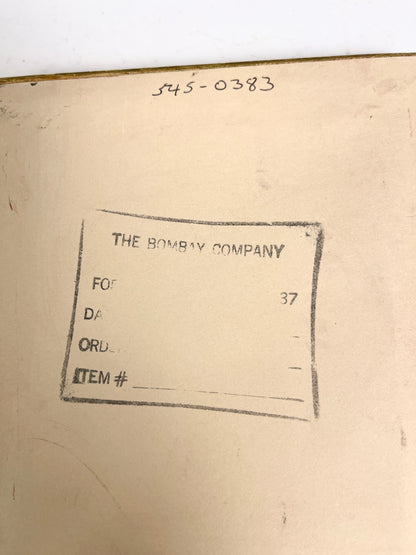 545-0383
THE BOMBAY COMPANY
37
ITEM #